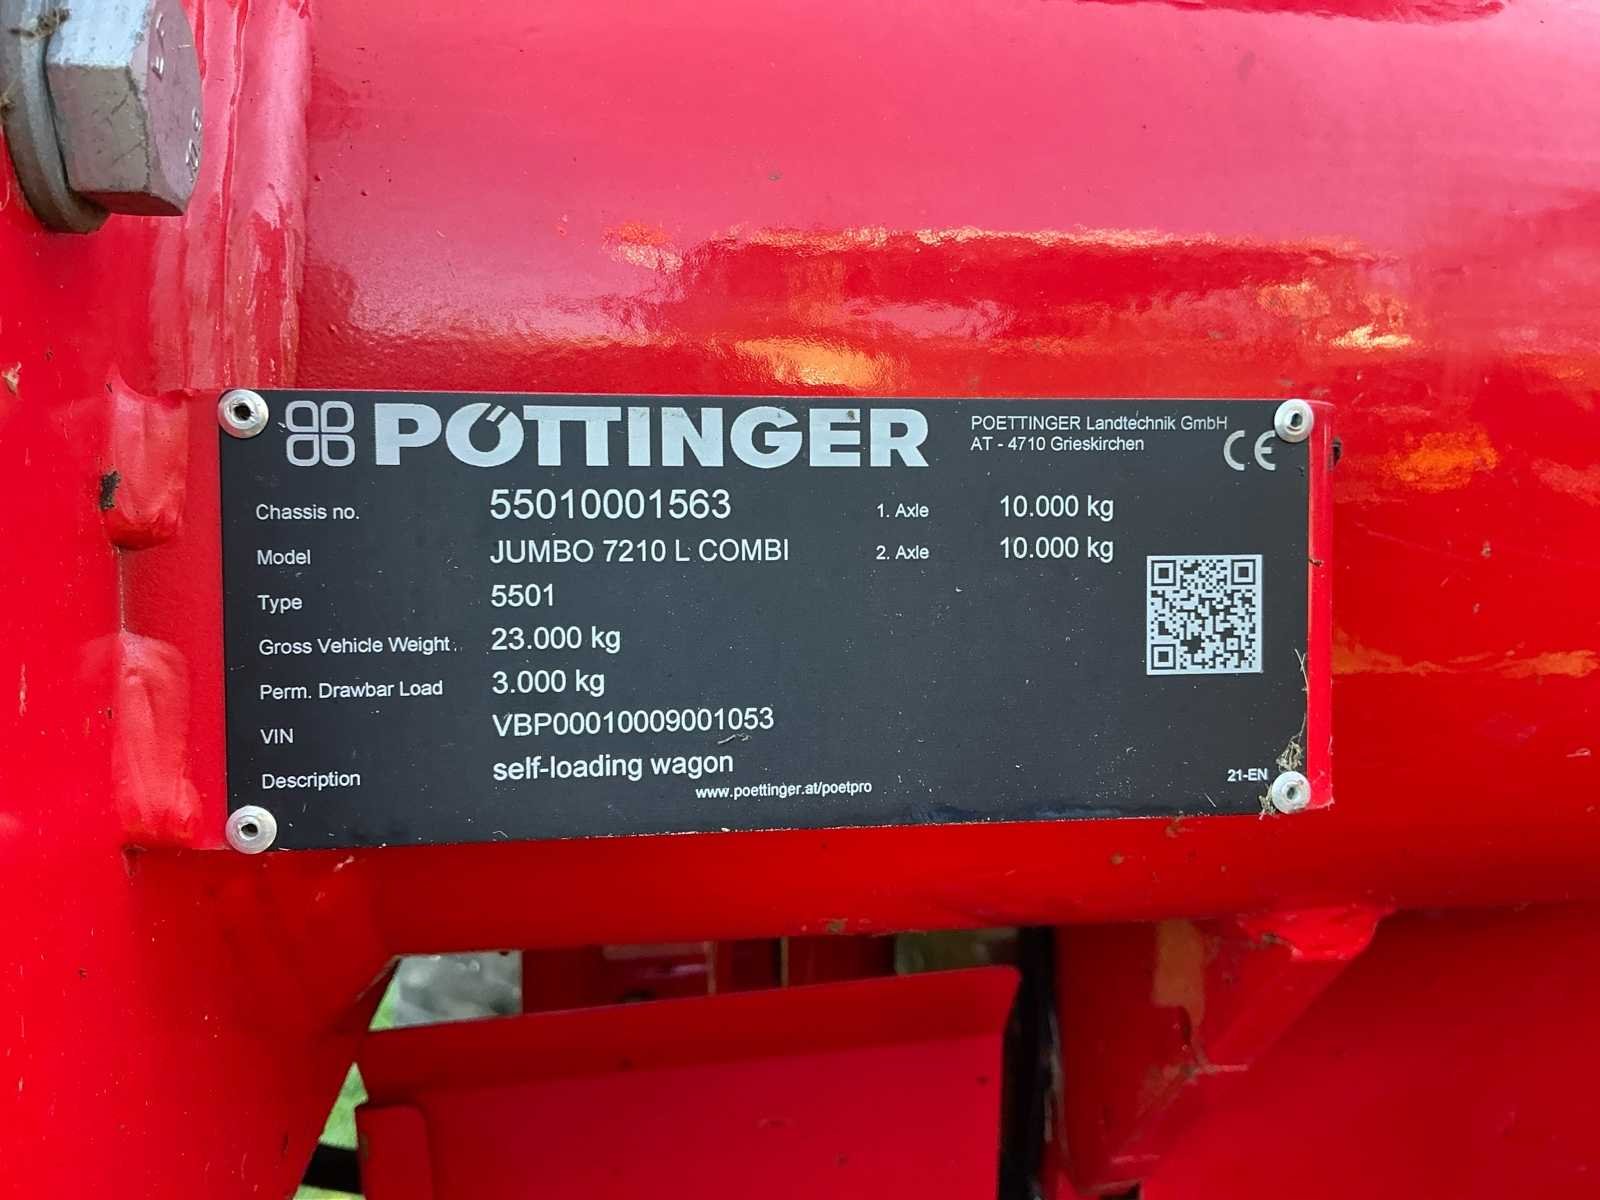 PÖTTINGER
POETTINGER Landtechnik GmbH
AT - 4710 Grieskirchen
CE
Chassis no. 55010001563 1. Axle 10.000 kg
Model JUMBO 7210 L COMBI 2. Axle 10.000 kg
Type 5501
Gross Vehicle Weight 23.000 kg
Perm. Drawbar Load 3.000 kg
VIN VBP00010009001053
Description self-loading wagon
www.poettinger.at/poetpro
21-EN